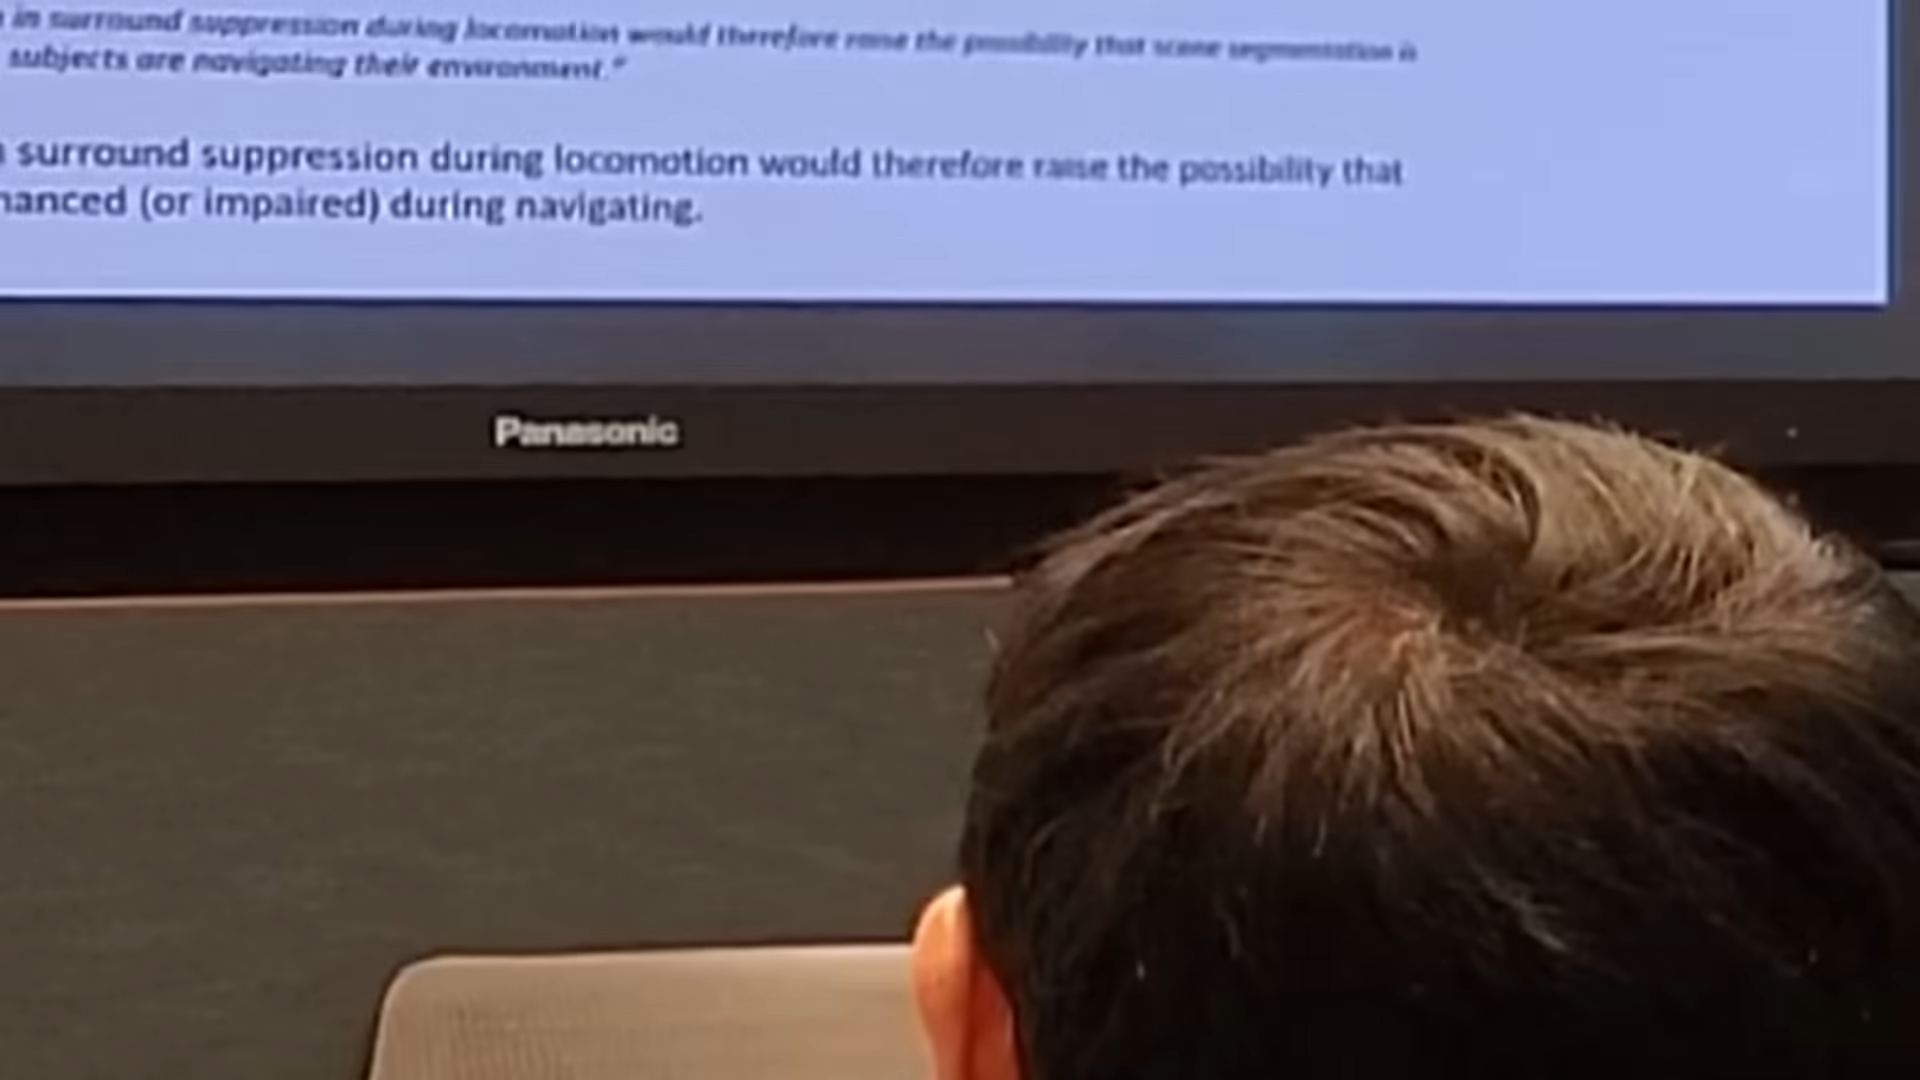 in surround suppression during locomotion would therefore raise the possibility that scene segmentation is
subjects are navigating their environment."
surround suppression during locomotion would therefore raise the possibility that
hanced (or impaired) during navigating.
Panasonic